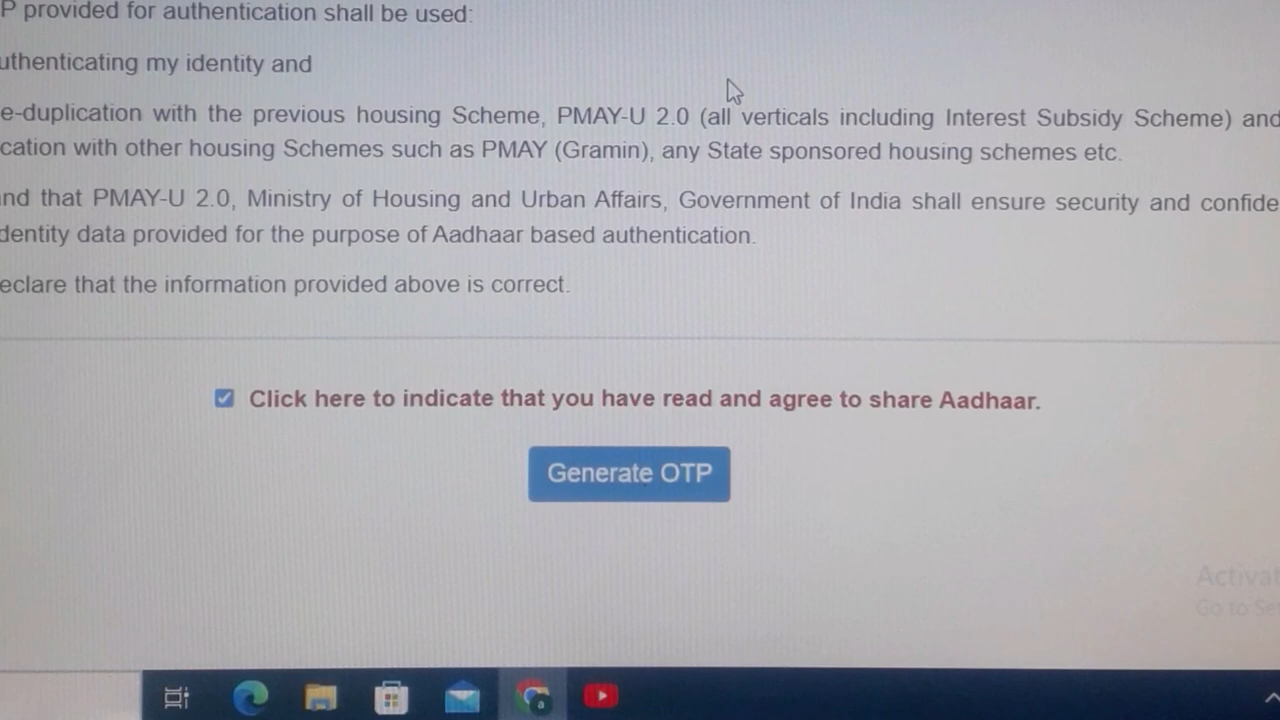 P provided for authentication shall be used:
uthenticating my identity and
e-duplication with the previous housing Scheme, PMAY-U 2.0 (all verticals including Interest Subsidy Scheme) and
cation with other housing Schemes such as PMAY (Gramin), any State sponsored housing schemes etc.
nd that PMAY-U 2.0, Ministry of Housing and Urban Affairs, Government of India shall ensure security and confide
dentity data provided for the purpose of Aadhaar based authentication.
eclare that the information provided above is correct.
Click here to indicate that you have read and agree to share Aadhaar.
Generate OTP
Activat
Go to Se
a